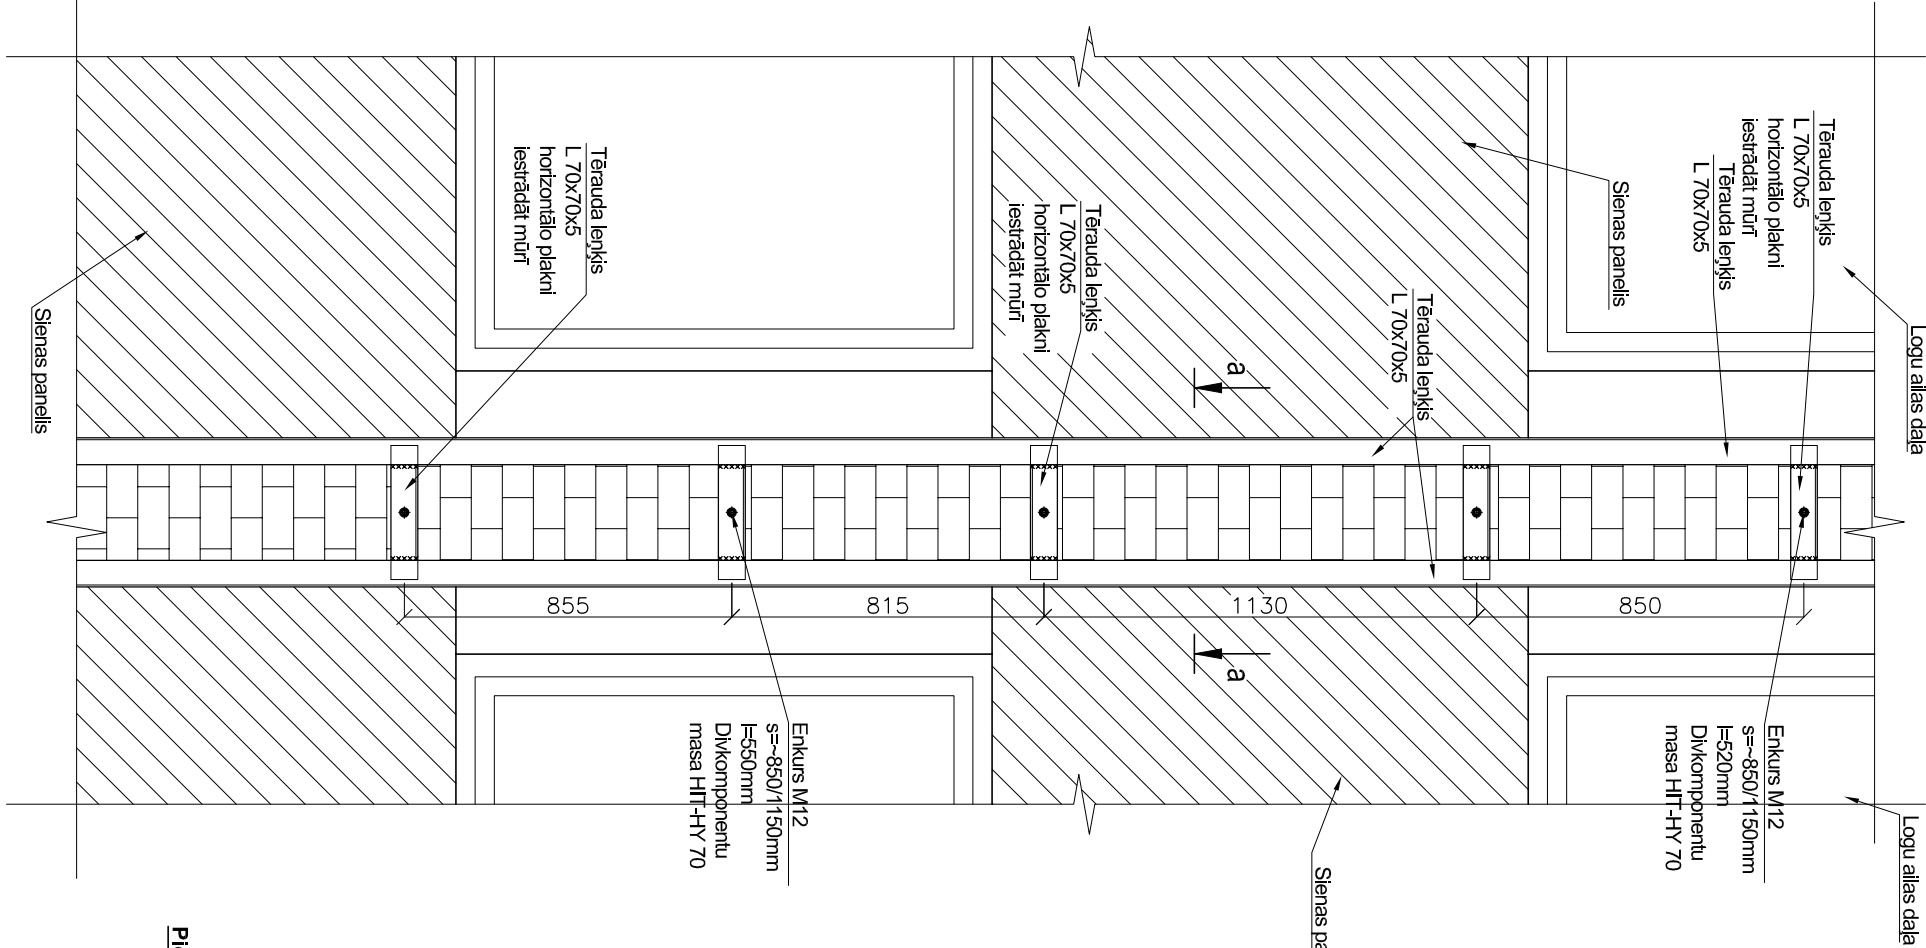 Logu ailas daļa
Tērauda leņķis
L 70x70x5
horizontālo plakni
iestrādāt mūrī
Tērauda leņķis
L 70x70x5
Sienas panelis
Tērauda leņķis
L 70x70x5
Tērauda leņķis
L 70x70x5
horizontālo plakni
iestrādāt mūrī
Tērauda leņķis
L 70x70x5
horizontālo plakni
iestrādāt mūrī
Sienas panelis
a
855
815
1130
850
a
Enkurs M12
s=~850/1150mm
l=520mm
Divkomponentu
masa HIT-HY 70
Enkurs M12
s=~850/1150mm
l=550mm
Divkomponentu
masa HIT-HY 70
Logu ailas daļa
Sienas